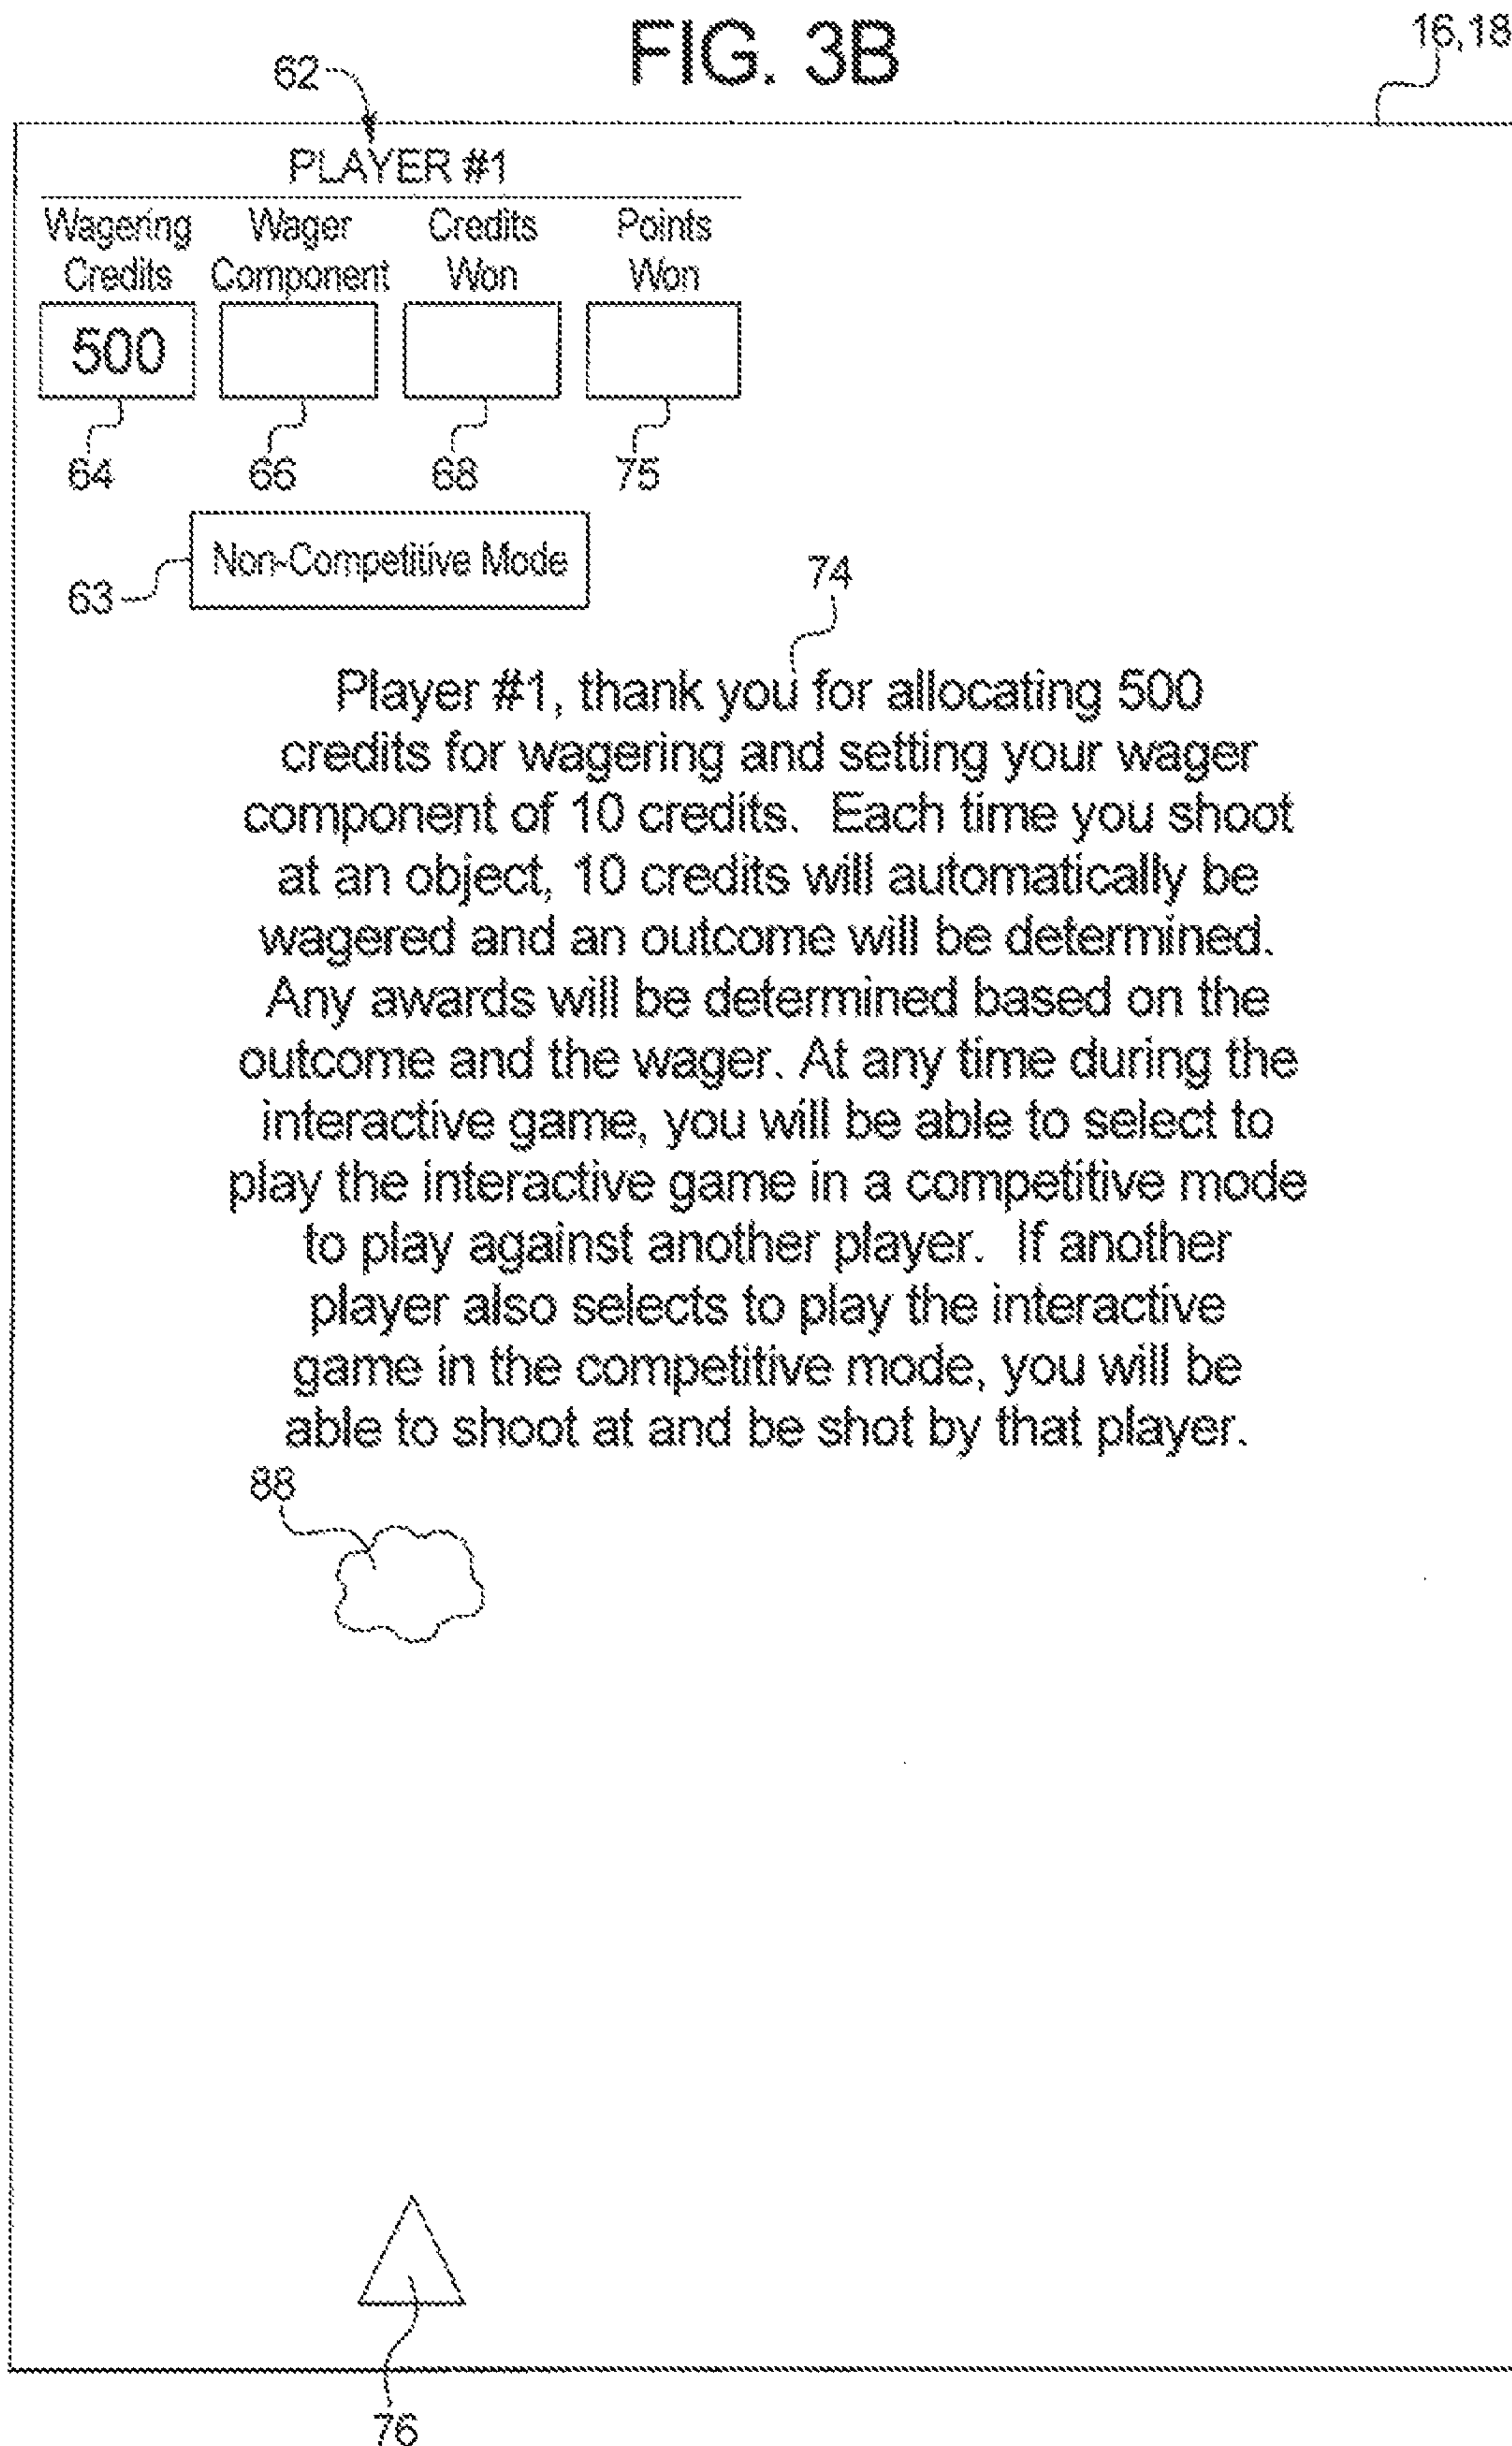 FIG. 3B
16,18
62
PLAYER #1
Wagering Wager Credits Points
Credits Component Won Won
500
64 66 68 75
Non-Competitive Mode
63
74
Player #1, thank you for allocating 500
credits for wagering and setting your wager
component of 10 credits. Each time you shoot
at an object, 10 credits will automatically be
wagered and an outcome will be determined.
Any awards will be determined based on the
outcome and the wager. At any time during the
interactive game, you will be able to select to
play the interactive game in a competitive mode
to play against another player. If another
player also selects to play the interactive
game in the competitive mode, you will be
able to shoot at and be shot by that player.
88
76